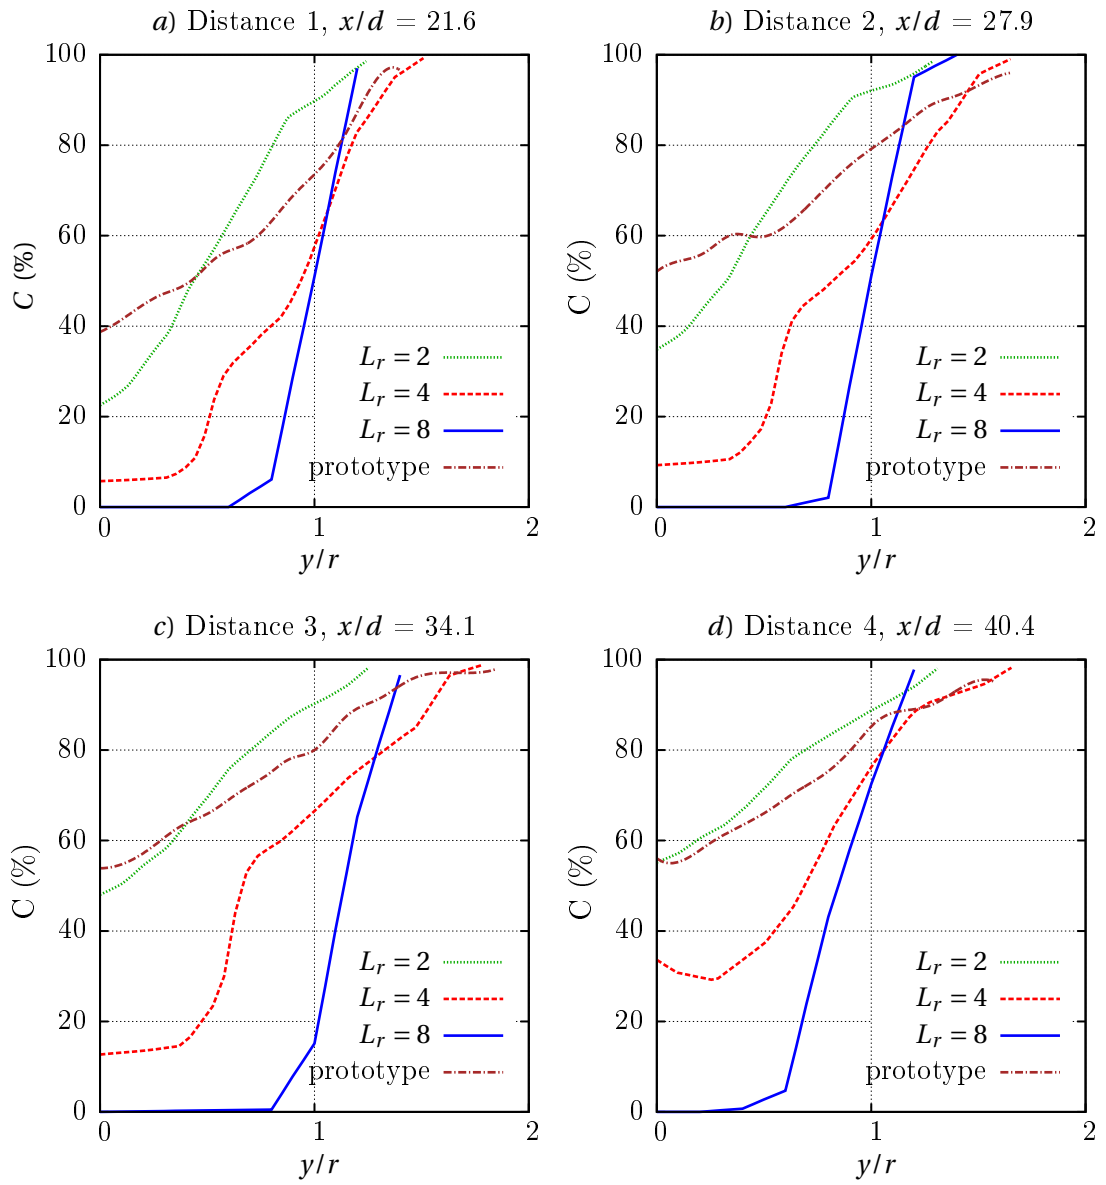 a) Distance 1, x/d = 21.6
100
80
60
40
20
0
C (%)
L_r = 2
L_r = 4
L_r = 8
prototype
0 1 2
y/r
b) Distance 2, x/d = 27.9
100
80
60
40
20
0
C (%)
L_r = 2
L_r = 4
L_r = 8
prototype
0 1 2
y/r
c) Distance 3, x/d = 34.1
100
80
60
40
20
0
C (%)
L_r = 2
L_r = 4
L_r = 8
prototype
0 1 2
y/r
d) Distance 4, x/d = 40.4
100
80
60
40
20
0
C (%)
L_r = 2
L_r = 4
L_r = 8
prototype
0 1 2
y/r